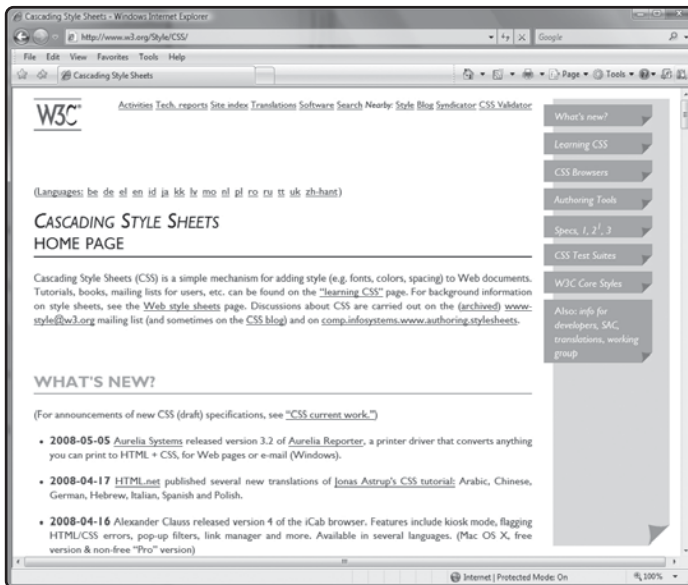 Cascading Style Sheets - Windows Internet Explorer
http://www.w3.org/Style/CSS/
Google
File Edit View Favorites Tools Help
Cascading Style Sheets
Page
Tools
W3C®
Activities Tech. reports Site index Translations Software Search Nearby: Style Blog Syndicator CSS Validator
(Languages: be de el en id ja kk lv mo nl pl ro ru tt uk zh-hant)
CASCADING STYLE SHEETS
HOME PAGE
Cascading Style Sheets (CSS) is a simple mechanism for adding style (e.g. fonts, colors, spacing) to Web documents.
Tutorials, books, mailing lists for users, etc. can be found on the "learning CSS" page. For background information
on style sheets, see the Web style sheets page. Discussions about CSS are carried out on the (archived) www-
style@w3.org mailing list (and sometimes on the CSS blog) and on comp.infosystems.www.authoring.stylesheets.
WHAT'S NEW?
(For announcements of new CSS (draft) specifications, see "CSS current work.")
• 2008-05-05 Aurelia Systems released version 3.2 of Aurelia Reporter, a printer driver that converts anything
you can print to HTML + CSS, for Web pages or e-mail (Windows).
• 2008-04-17 HTML.net published several new translations of Jonas Astrup's CSS tutorial: Arabic, Chinese,
German, Hebrew, Italian, Spanish and Polish.
• 2008-04-16 Alexander Clauss released version 4 of the iCab browser. Features include kiosk mode, flagging
HTML/CSS errors, pop-up filters, link manager and more. Available in several languages. (Mac OS X, free
version & non-free "Pro" version)
What's new?
Learning CSS
CSS Browsers
Authoring Tools
Specs, 1, 2¹, 3
CSS Test Suites
W3C Core Styles
Also: info for
developers, SAC,
translations, working
group
Internet | Protected Mode: On
100%